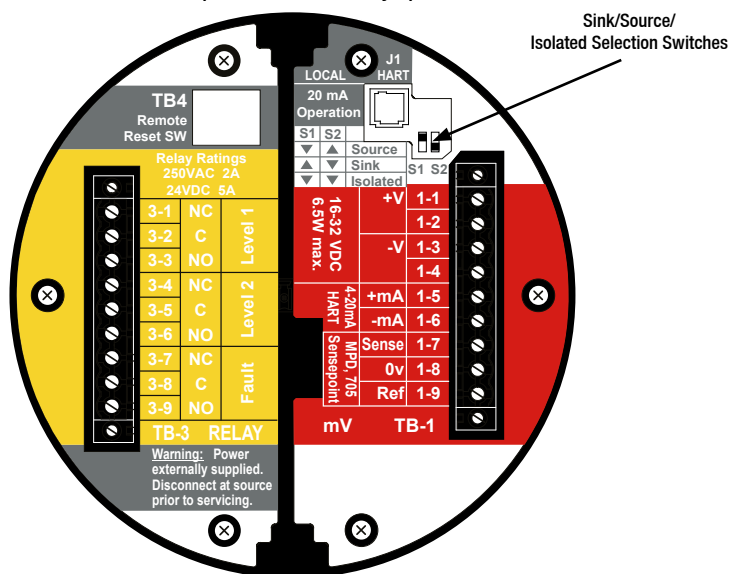 Sink/Source/
Isolated Selection Switches
J1
LOCAL HART
20 mA
Operation
S1 S2
▼ ▲ Source
▲ ▼ Sink
▼ ▼ Isolated
S1 S2
TB4
Remote
Reset SW
Relay Ratings
250VAC 2A
24VDC 5A
3-1 NC
3-2 C
3-3 NO
Level 1
3-4 NC
3-5 C
3-6 NO
Level 2
3-7 NC
3-8 C
3-9 NO
Fault
TB-3 RELAY
Warning: Power
externally supplied.
Disconnect at source
prior to servicing.
16-32 VDC
6.5W max.
+V 1-1
1-2
-V 1-3
1-4
4-20mA
HART
+mA 1-5
-mA 1-6
MPD, 705
Sensepoint
Sense 1-7
0v 1-8
Ref 1-9
mV TB-1